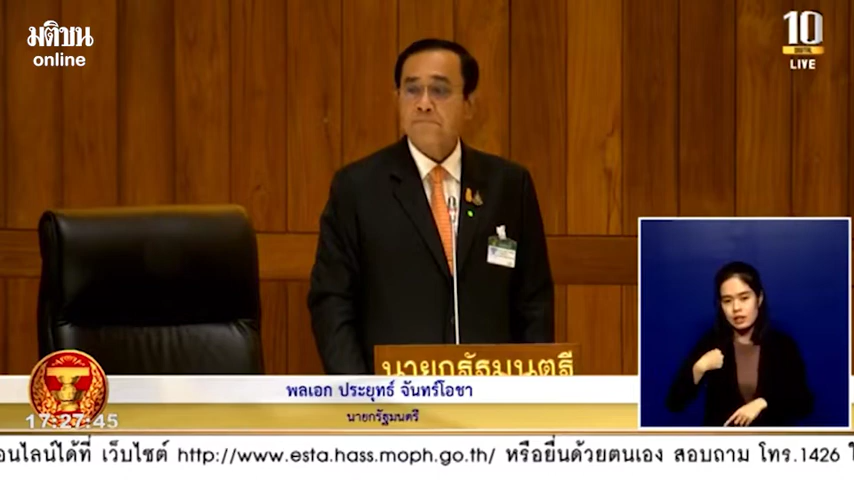 มติชน
online
10
DIGITAL
LIVE
นายกรัฐมนตรี
พลเอก ประยุทธ์ จันทร์โอชา
นายกรัฐมนตรี
17:27:45
อนไลน์ได้ที่ เว็บไซต์ http://www.esta.hass.moph.go.th/ หรือยื่นด้วยตนเอง สอบถาม โทร.1426 ใ